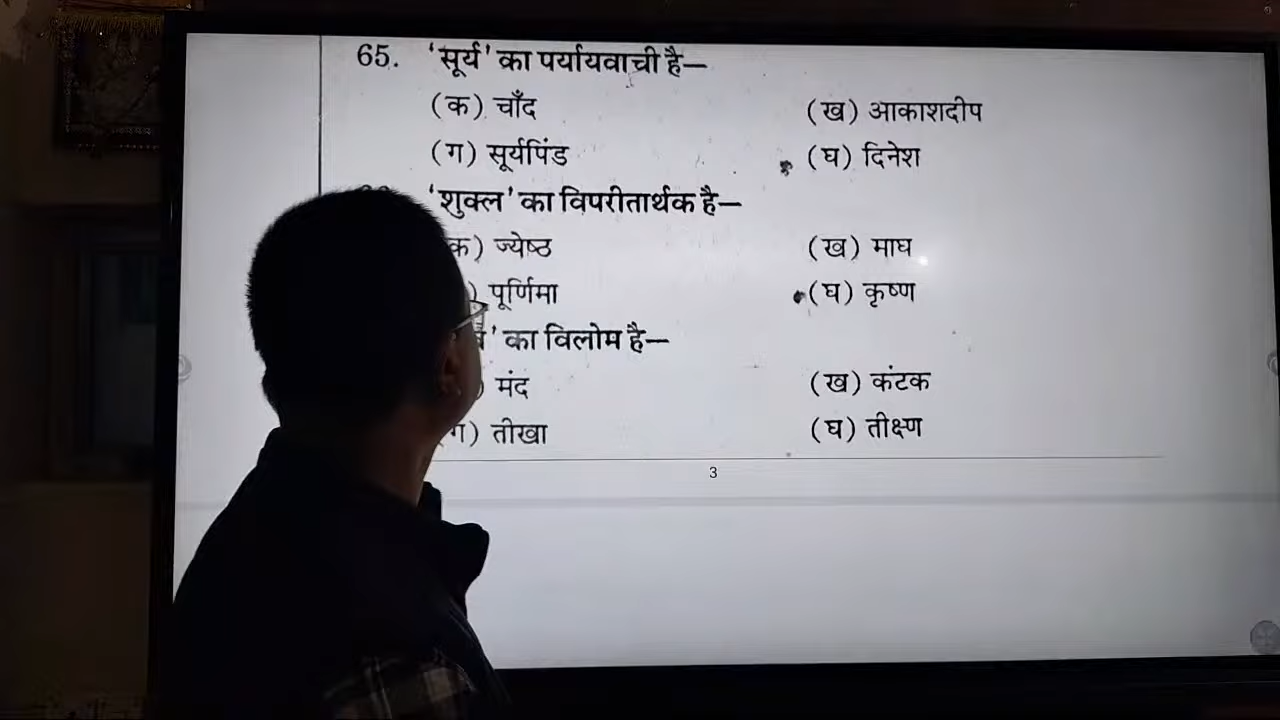 65. 'सूर्य' का पर्यायवाची है—
(क) चाँद (ख) आकाशदीप
(ग) सूर्यपिंड (घ) दिनेश
'शुक्ल' का विपरीतार्थक है—
क) ज्येष्ठ (ख) माघ
) पूर्णिमा (घ) कृष्ण
' का विलोम है—
) मंद (ख) कंटक
ग) तीखा (घ) तीक्ष्ण
3